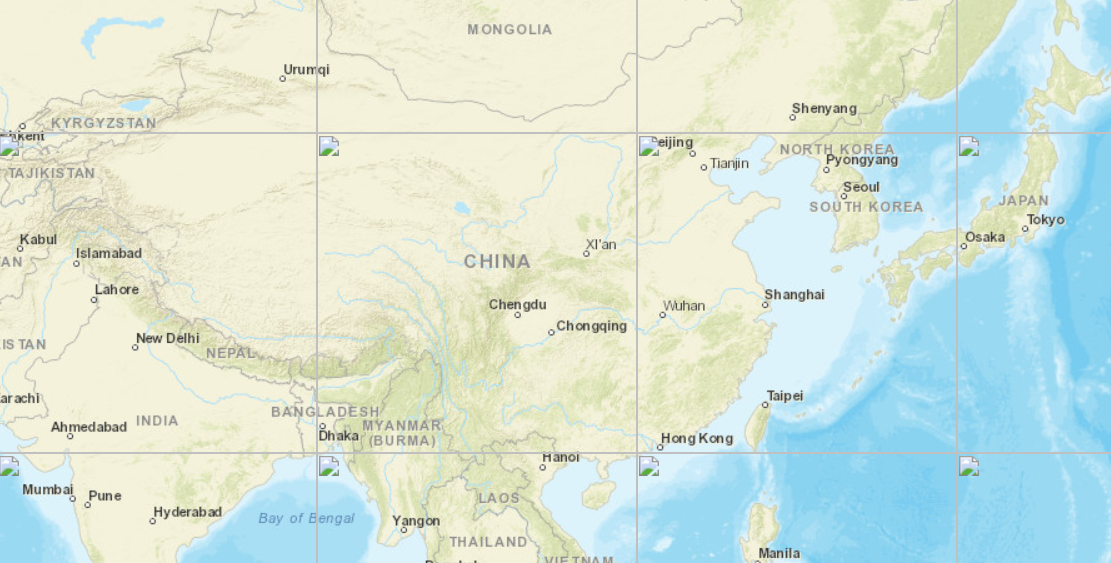 MONGOLIA
Urumqi
Shenyang
KYRGYZSTAN
kent
eijing
NORTH KOREA
Tianjin
Pyongyang
TAJIKISTAN
Seoul
JAPAN
SOUTH KOREA
Tokyo
Kabul
Osaka
Xi'an
Islamabad
AN
CHINA
Lahore
Shanghai
Chengdu
Wuhan
Chongqing
New Delhi
ISTAN
NEPAL
arachi
Taipei
BANGLADESH
INDIA
Ahmedabad
MYANMAR
(BURMA)
Dhaka
Hong Kong
Hanoi
Mumbai
Pune
LAOS
Hyderabad
Bay of Bengal
Yangon
THAILAND
Manila
VIETNAM